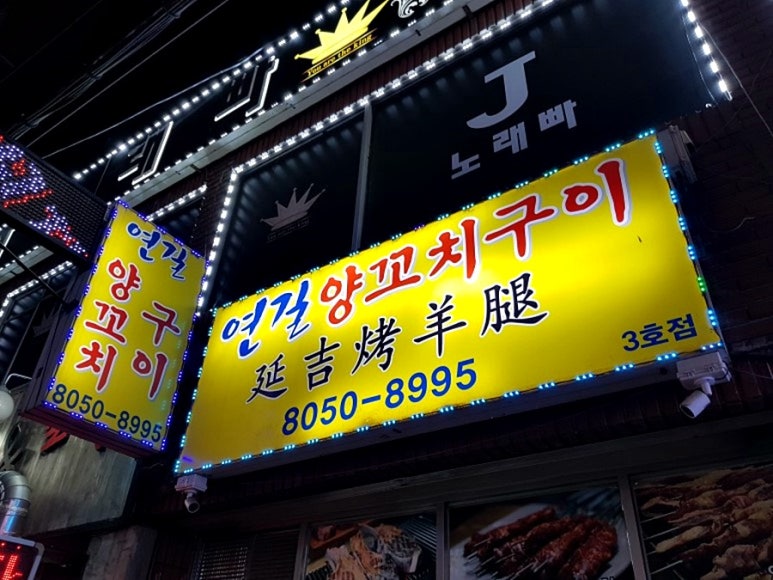 You are the king
J
노래빠
연길 양꼬치구이
延吉烤羊腿
8050-8995
3호점
연길
양꼬치
구이
8050-8995